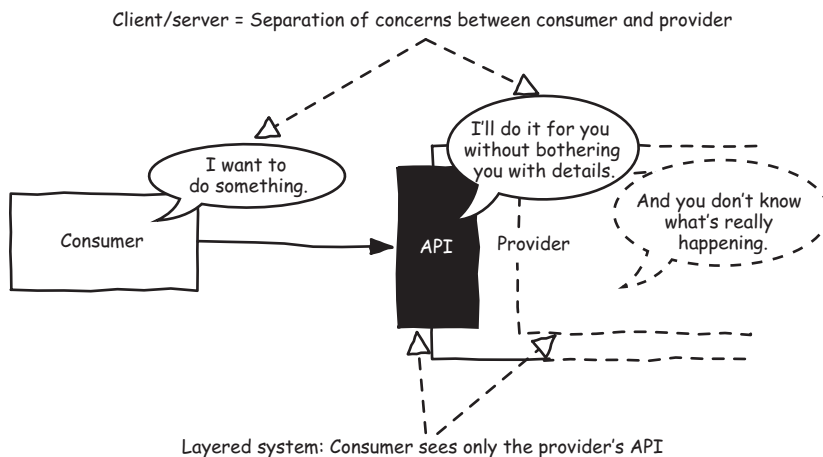 Client/server = Separation of concerns between consumer and provider
I want to
do something.
I'll do it for you
without bothering
you with details.
And you don't know
what's really
happening.
Consumer
API
Provider
Layered system: Consumer sees only the provider's API